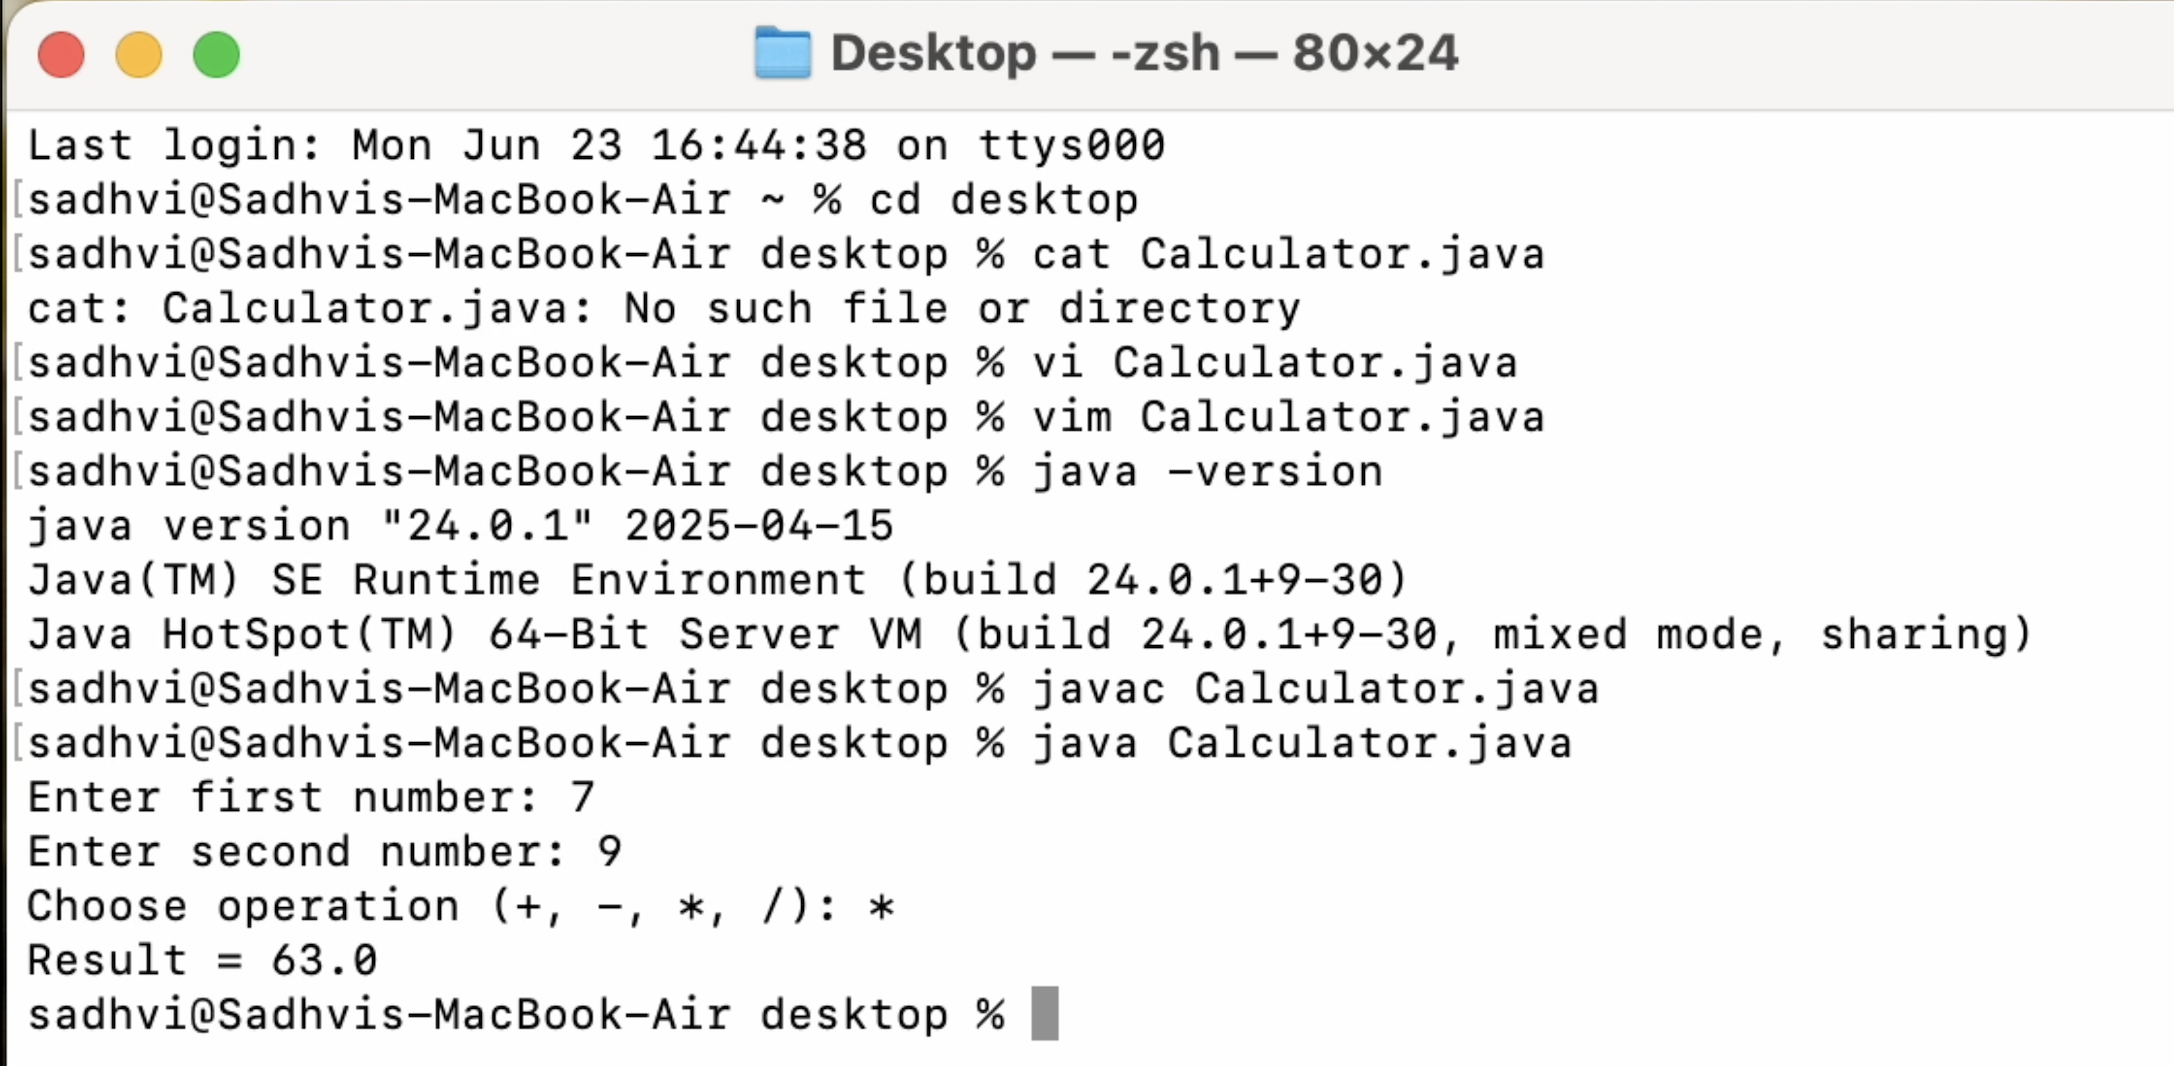 Desktop — -zsh — 80×24
Last login: Mon Jun 23 16:44:38 on ttys000
[sadhvi@Sadhvis-MacBook-Air ~ % cd desktop
[sadhvi@Sadhvis-MacBook-Air desktop % cat Calculator.java
cat: Calculator.java: No such file or directory
[sadhvi@Sadhvis-MacBook-Air desktop % vi Calculator.java
[sadhvi@Sadhvis-MacBook-Air desktop % vim Calculator.java
[sadhvi@Sadhvis-MacBook-Air desktop % java -version
java version "24.0.1" 2025-04-15
Java(TM) SE Runtime Environment (build 24.0.1+9-30)
Java HotSpot(TM) 64-Bit Server VM (build 24.0.1+9-30, mixed mode, sharing)
[sadhvi@Sadhvis-MacBook-Air desktop % javac Calculator.java
[sadhvi@Sadhvis-MacBook-Air desktop % java Calculator.java
Enter first number: 7
Enter second number: 9
Choose operation (+, -, *, /): *
Result = 63.0
sadhvi@Sadhvis-MacBook-Air desktop %